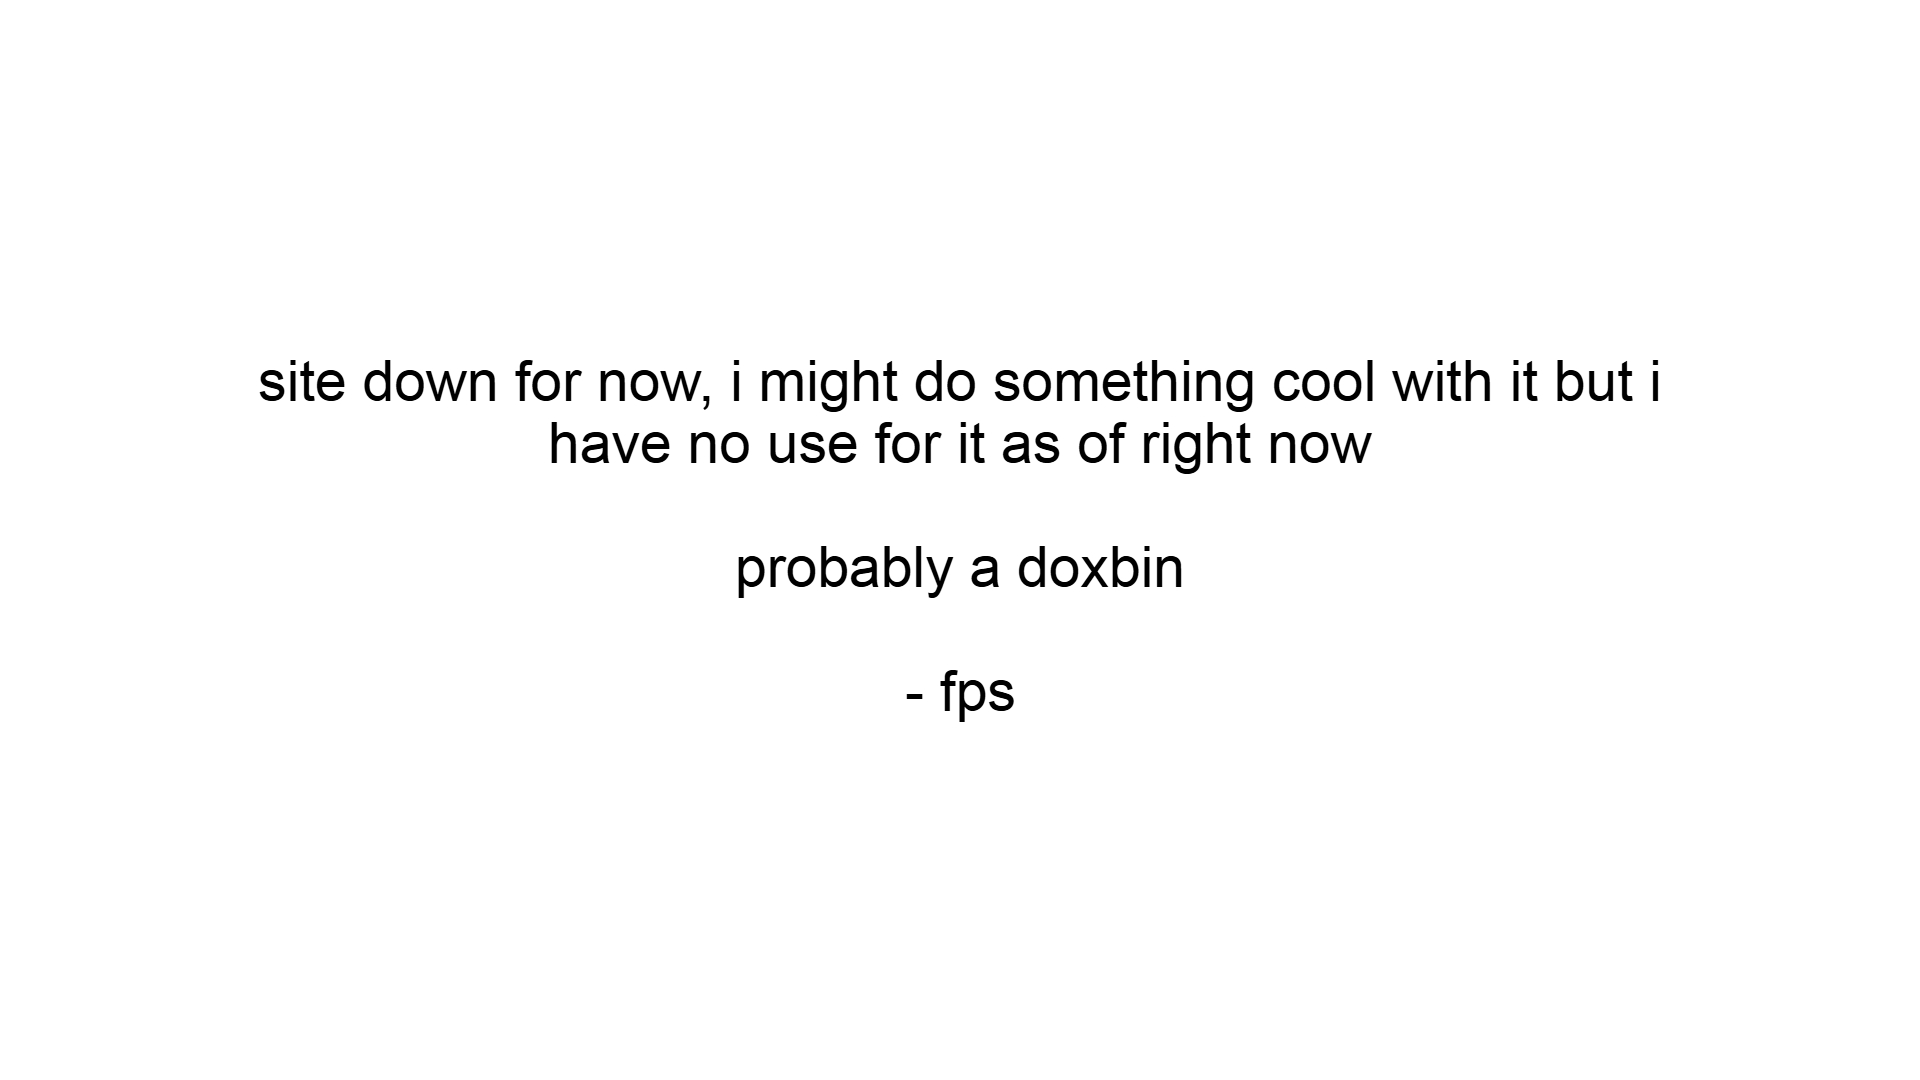 site down for now, i might do something cool with it but i
have no use for it as of right now
probably a doxbin
- fps